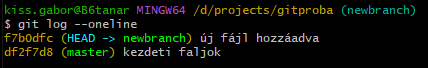 kiss.gabor@B6tanar MINGW64 /d/projects/gitproba (newbranch)
$ git log --oneline
f7b0dfc (HEAD -> newbranch) új fájl hozzáadva
df2f7d8 (master) kezdeti faljok